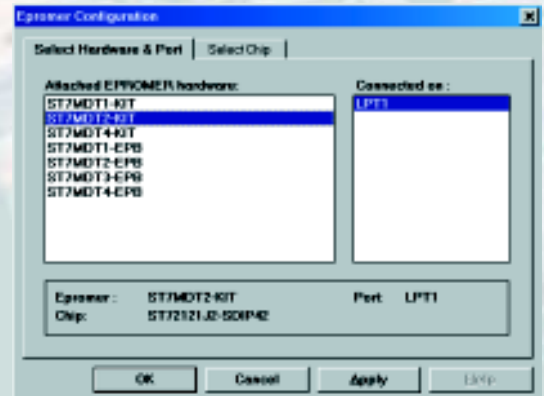 Epromer Configuration
Select Hardware & Port
Select Chip
Attached EPROMER hardware:
ST7MDT1-KIT
ST7MDT2-KIT
ST7MDT4-KIT
ST7MDT1-EPB
ST7MDT2-EPB
ST7MDT3-EPB
ST7MDT4-EPB
Connected on :
LPT1
Epromer : ST7MDT2-KIT Port LPT1
Chip: ST72121J2-SDIP42
OK Cancel Apply Help